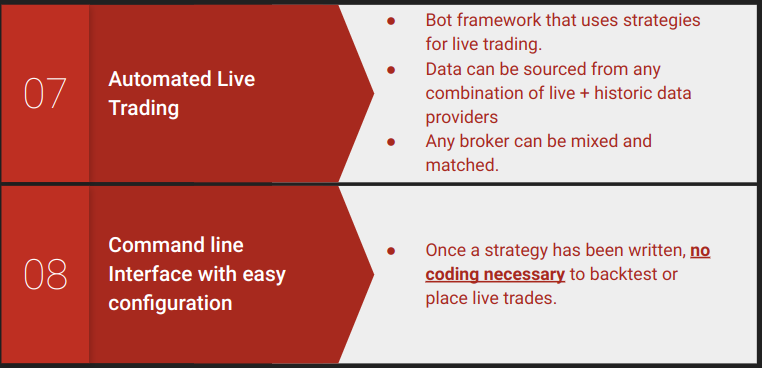 07
Automated Live
Trading
● Bot framework that uses strategies
for live trading.
● Data can be sourced from any
combination of live + historic data
providers
● Any broker can be mixed and
matched.
08
Command line
Interface with easy
configuration
● Once a strategy has been written, no
coding necessary to backtest or
place live trades.